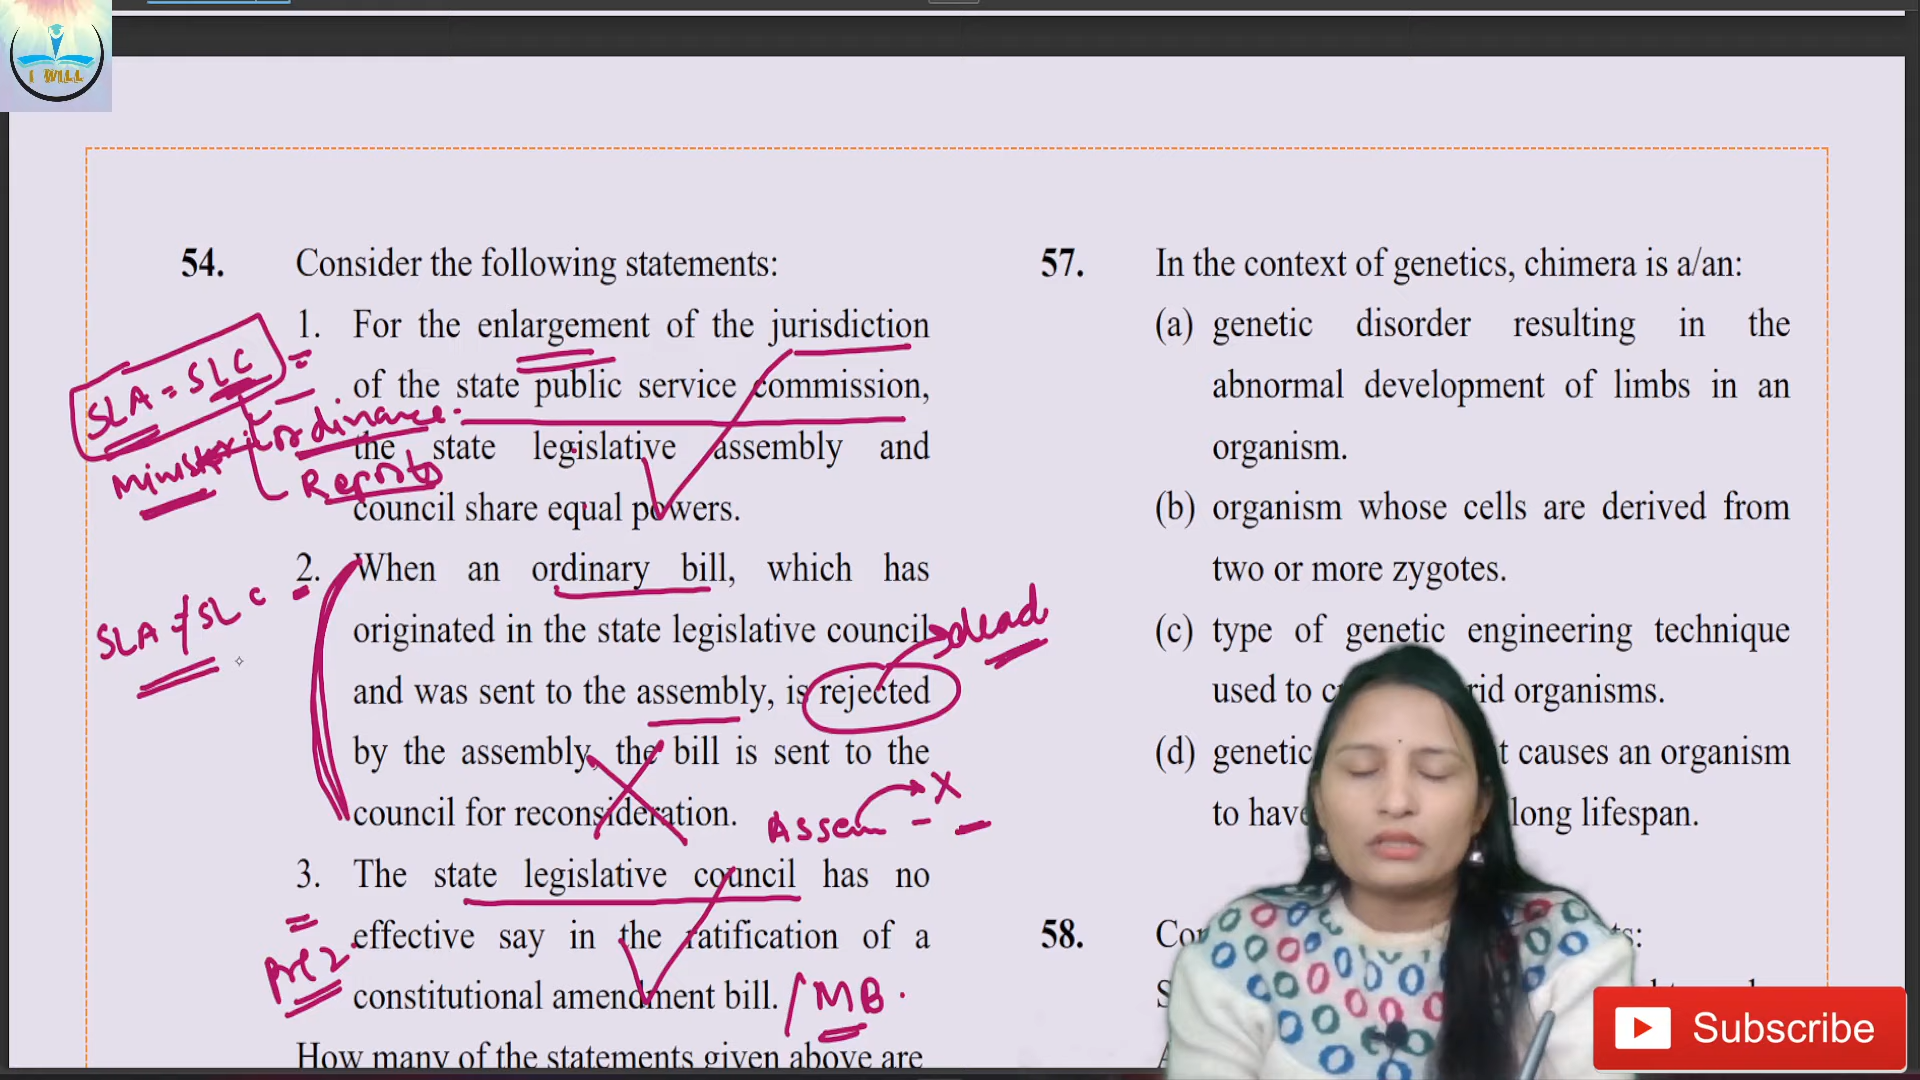 I WILL
54. Consider the following statements:
1. For the enlargement of the jurisdiction
of the state public service commission,
the state legislative assembly and
council share equal powers.
2. When an ordinary bill, which has
originated in the state legislative council
and was sent to the assembly, is rejected
by the assembly, the bill is sent to the
council for reconsideration.
3. The state legislative council has no
effective say in the ratification of a
constitutional amendment bill.
How many of the statements given above are
SLA = SLC
ordinance.
Reports
SLA ≠ SLC
dead
Assem
X
/MB.
57. In the context of genetics, chimera is a/an:
(a) genetic disorder resulting in the
abnormal development of limbs in an
organism.
(b) organism whose cells are derived from
two or more zygotes.
(c) type of genetic engineering technique
used to c rid organisms.
(d) genetic t causes an organism
to have long lifespan.
58. Co ts:
Subscribe